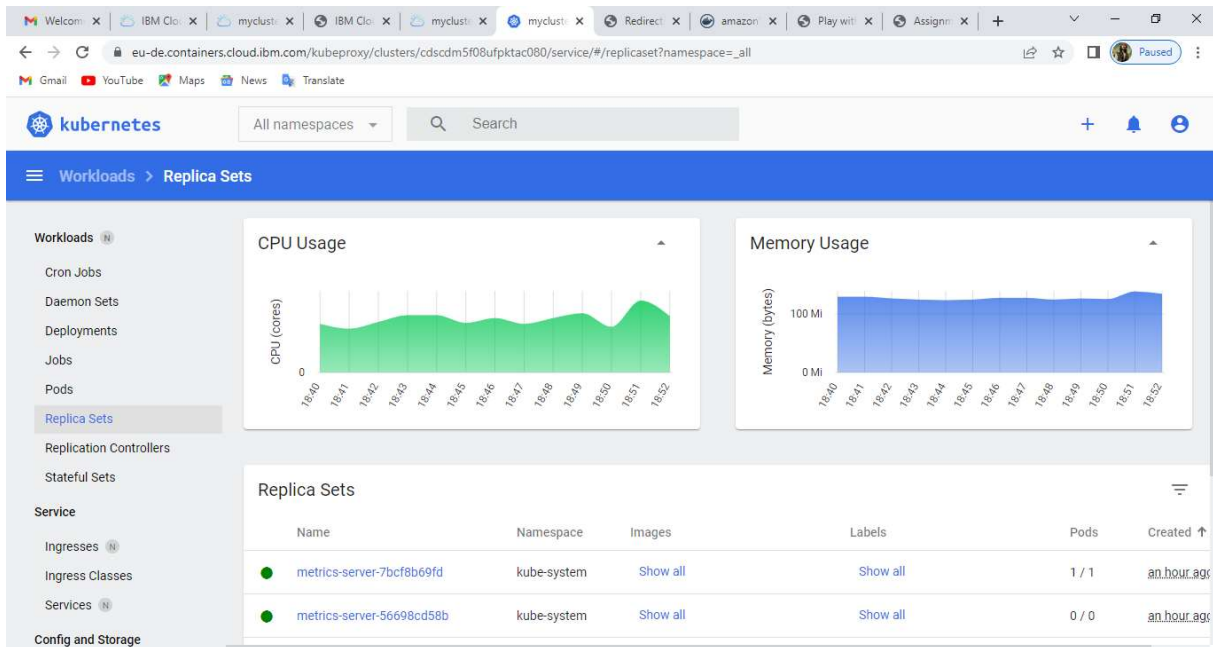 Welcom
IBM Clo
myclust
IBM Clo
myclust
myclust
Redirect
amazon
Play wit
Assignm
eu-de.containers.cloud.ibm.com/kubeproxy/clusters/cdscdm5f08ufpktac080/service/#/replicaset?namespace=_all
Paused
Gmail YouTube Maps News Translate
kubernetes All namespaces Search
Workloads > Replica Sets
Workloads N
Cron Jobs
Daemon Sets
Deployments
Jobs
Pods
Replica Sets
Replication Controllers
Stateful Sets
Service
Ingresses N
Ingress Classes
Services N
Config and Storage
CPU Usage
CPU (cores)
0
18:40 18:41 18:42 18:43 18:44 18:45 18:46 18:47 18:48 18:49 18:50 18:51 18:52
Memory Usage
Memory (bytes)
100 Mi
0 Mi
18:40 18:41 18:42 18:43 18:44 18:45 18:46 18:47 18:48 18:49 18:50 18:51 18:52
Replica Sets
Name Namespace Images Labels Pods Created ↑
metrics-server-7bcf8b69fd kube-system Show all Show all 1 / 1 an hour ago
metrics-server-56698cd58b kube-system Show all Show all 0 / 0 an hour ago